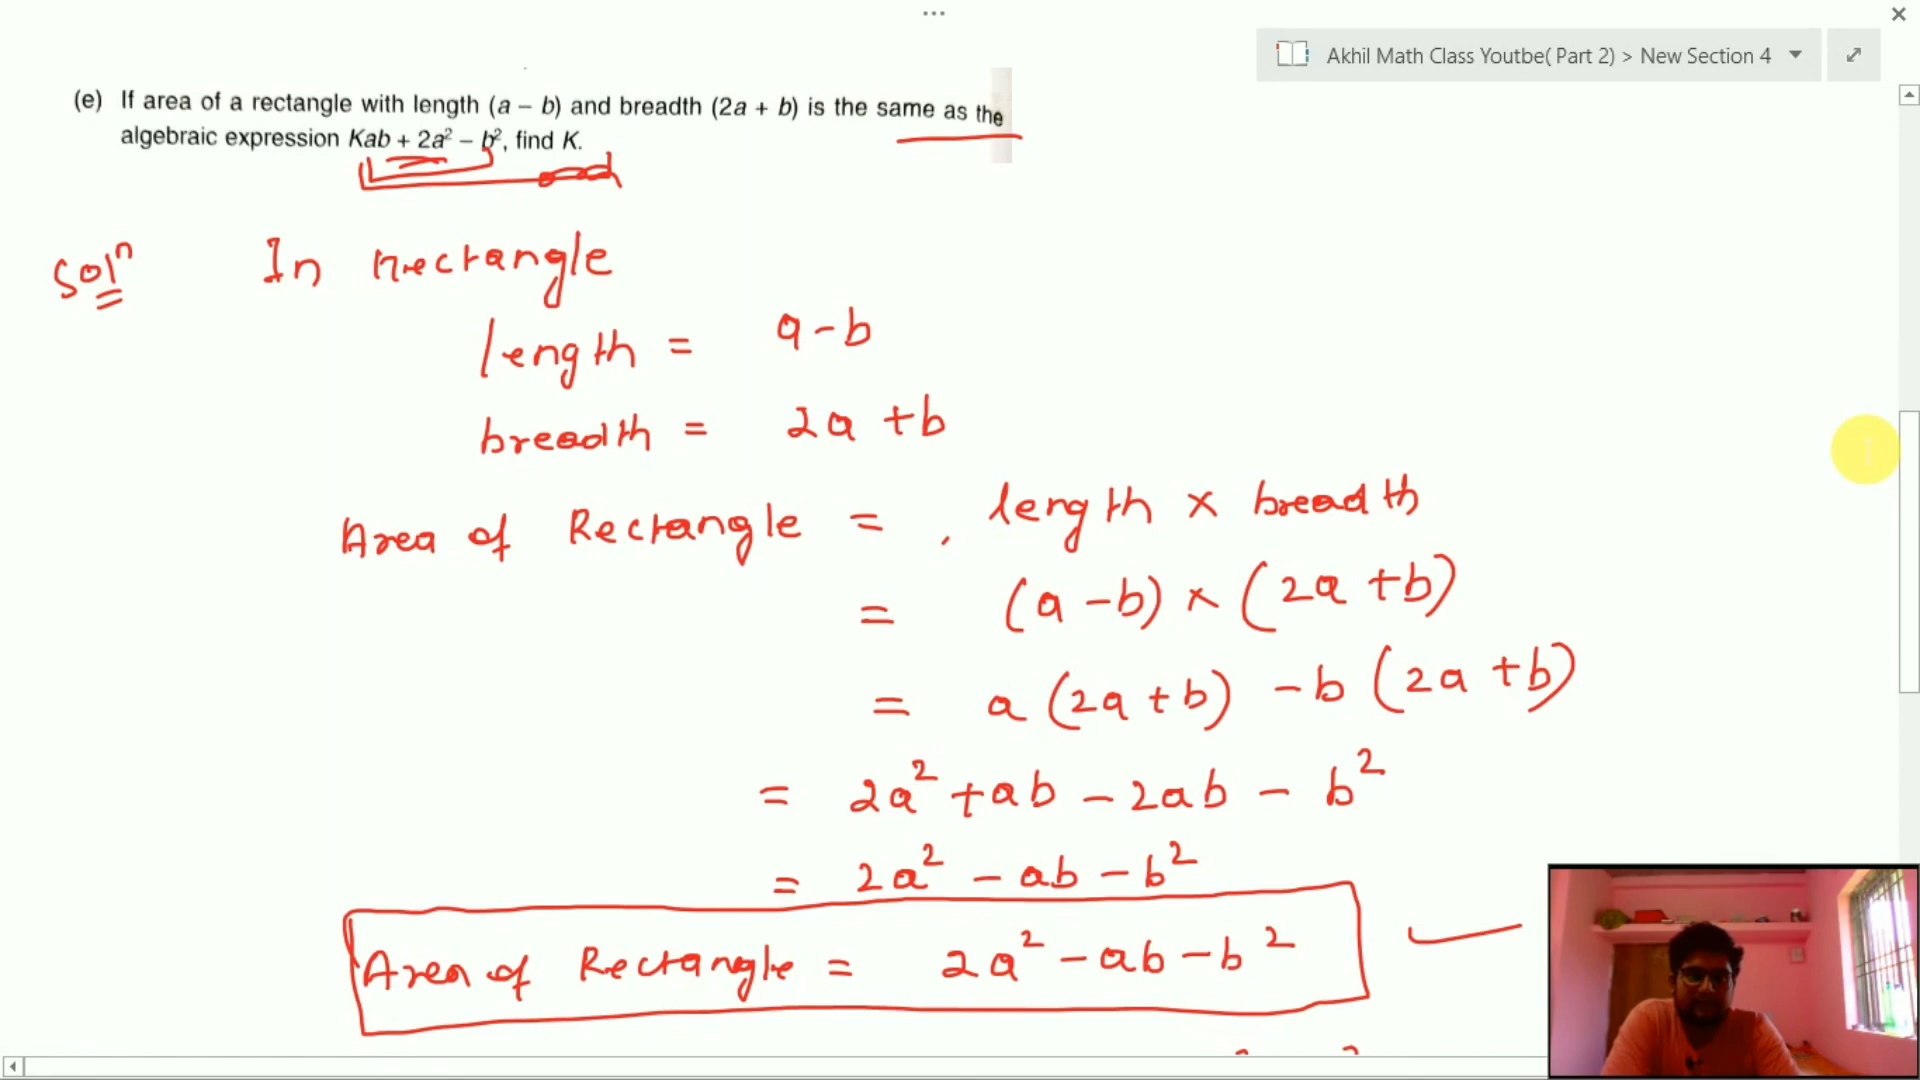 Akhil Math Class Youtbe( Part 2) > New Section 4
(e) If area of a rectangle with length (a – b) and breadth (2a + b) is the same as the
algebraic expression Kab + 2a² – b², find K.
Solⁿ In Rectangle
length = a-b
breadth = 2a +b
Area of Rectangle = length × breadth
= (a -b) × (2a +b)
= a (2a +b) -b (2a +b)
= 2a² +ab - 2ab - b²
= 2a² - ab - b²
Area of Rectangle = 2a² - ab - b²